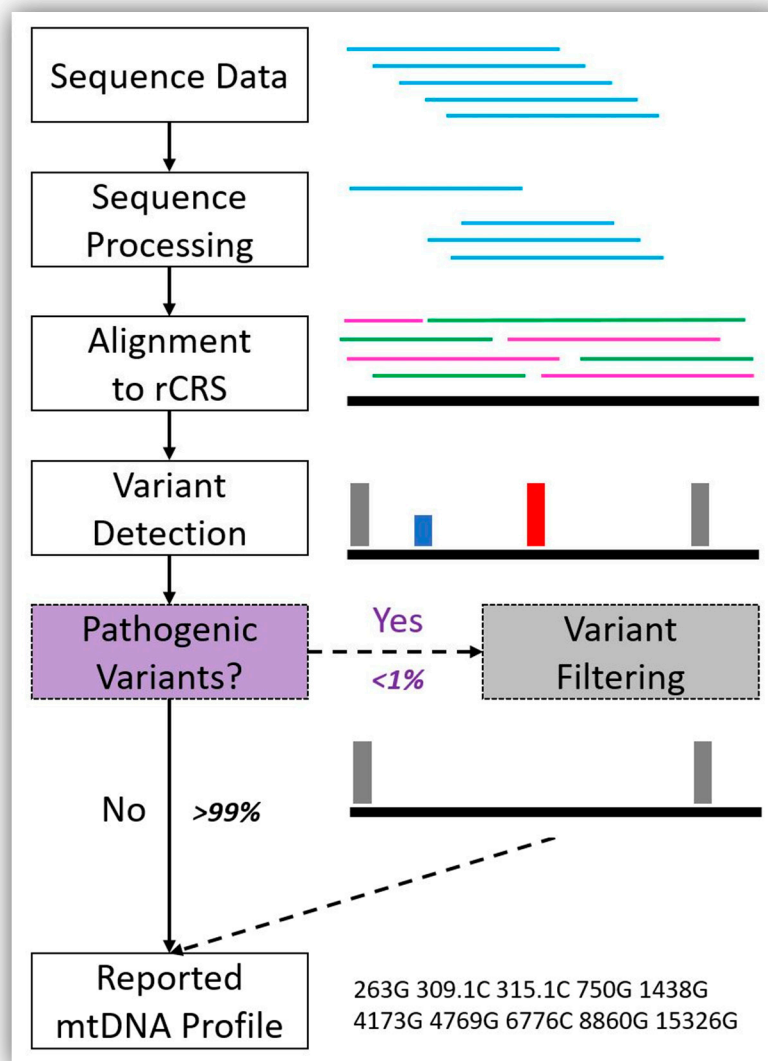 Sequence Data
Sequence
Processing
Alignment
to rCRS
Variant
Detection
Pathogenic
Variants?
Yes
<1%
Variant
Filtering
No
>99%
Reported
mtDNA Profile
263G 309.1C 315.1C 750G 1438G
4173G 4769G 6776C 8860G 15326G